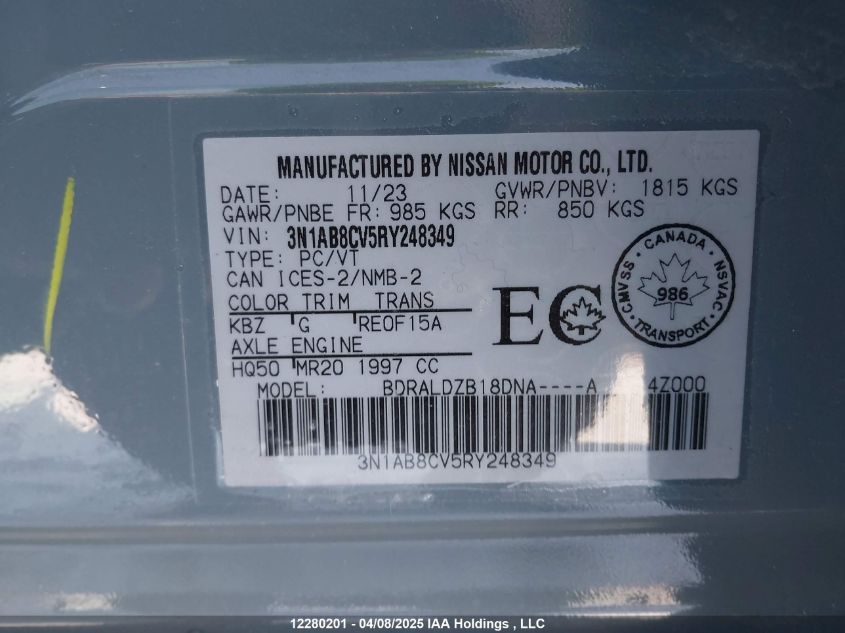 MANUFACTURED BY NISSAN MOTOR CO., LTD.
DATE: 11/23 GVWR/PNBV: 1815 KGS
GAWR/PNBE FR: 985 KGS RR: 850 KGS
VIN: 3N1AB8CV5RY248349
TYPE: PC/VT
CAN ICES-2/NMB-2
COLOR TRIM TRANS
KBZ G RE0F15A
AXLE ENGINE
HQ50 MR20 1997 CC
EC
CANADA
CMVSS NSVAC
986
TRANSPORT
MODEL: BDRALDZB18DNA----A 4Z000
3N1AB8CV5RY248349
12280201 - 04/08/2025 IAA Holdings , LLC